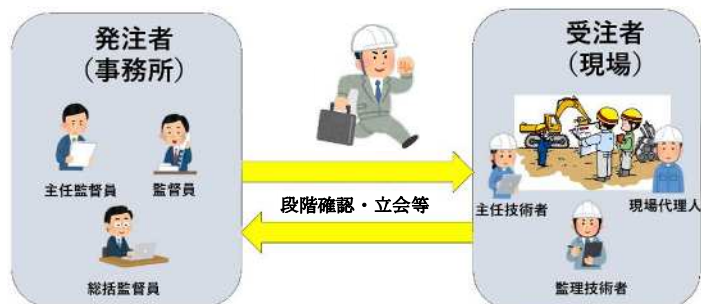 発注者
（事務所）
主任監督員
監督員
総括監督員
段階確認・立会等
受注者
（現場）
主任技術者
現場代理人
監理技術者